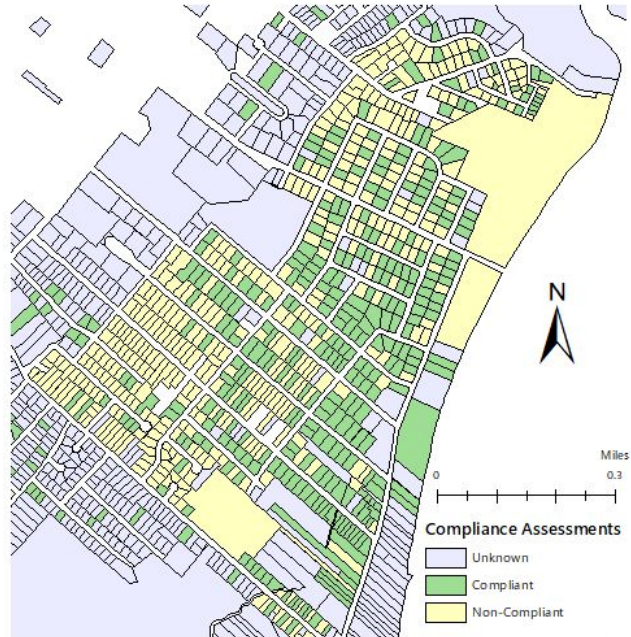 N
Miles
0 0.3
Compliance Assessments
Unknown
Compliant
Non-Compliant